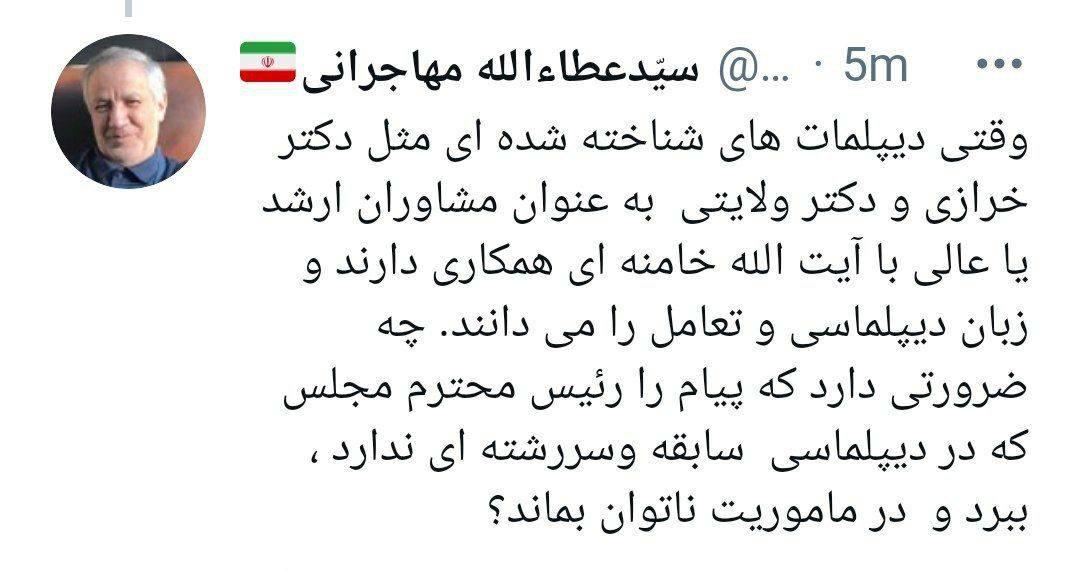 سیّدعطاءالله مهاجرانی @... · 5m
وقتی دیپلمات های شناخته شده ای مثل دکتر
خرازی و دکتر ولایتی به عنوان مشاوران ارشد
یا عالی با آیت الله خامنه ای همکاری دارند و
زبان دیپلماسی و تعامل را می دانند. چه
ضرورتی دارد که پیام را رئیس محترم مجلس
که در دیپلماسی سابقه وسررشته ای ندارد ،
ببرد و در ماموریت ناتوان بماند؟